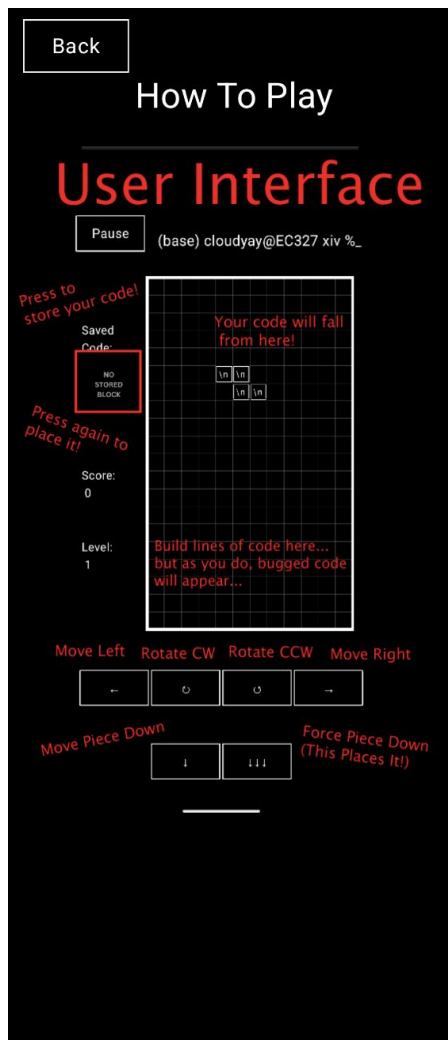 Back
How To Play
User Interface
Pause
(base) cloudyay@EC327 xiv %_
Press to
store your code!
Saved
Code:
NO
STORED
BLOCK
Press again to
place it!
Your code will fall
from here!
\n \n
\n \n
Score:
0
Level:
1
Build lines of code here...
but as you do, bugged code
will appear...
Move Left
Rotate CW
Rotate CCW
Move Right
← ↻ ↺ →
Move Piece Down
Force Piece Down
(This Places It!)
↓ ↓↓↓